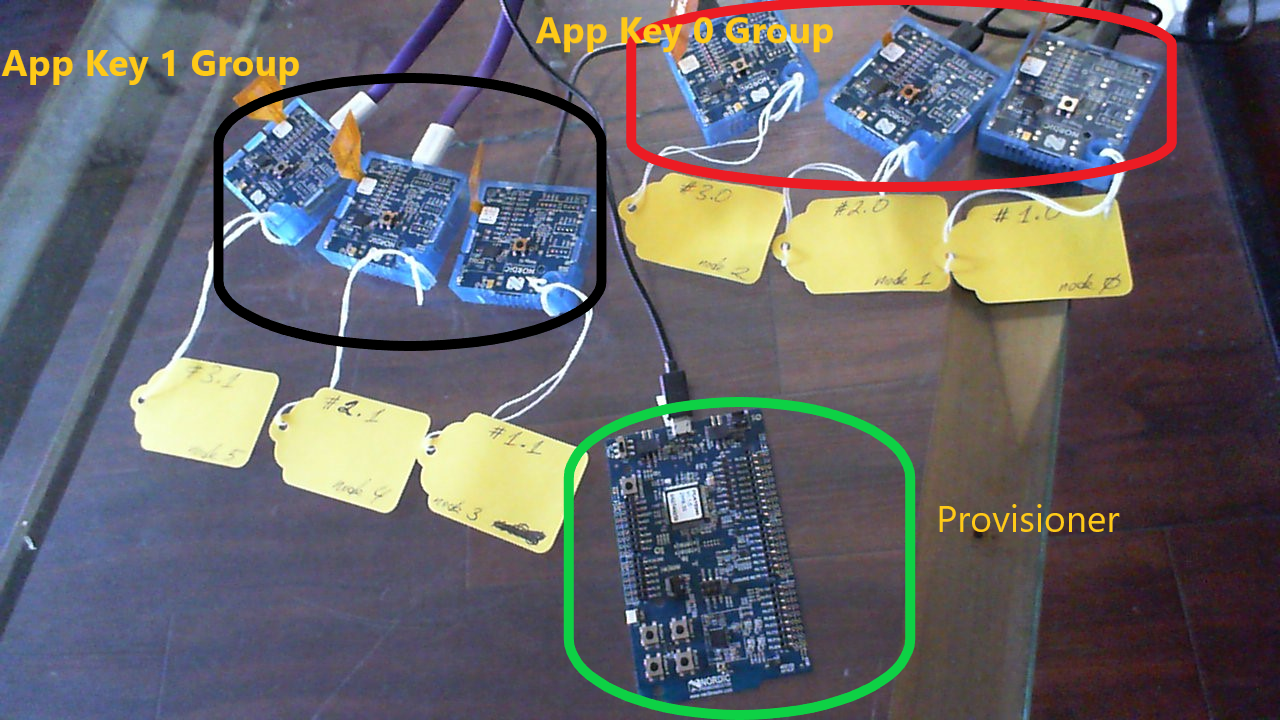 App Key 0 Group
App Key 1 Group
#3.0
node 2
#2.0
node 1
#1.0
node 0
NORDIC
#3.1
node 5
#2.1
node 4
#1.1
node 3
Provisioner
NORDIC